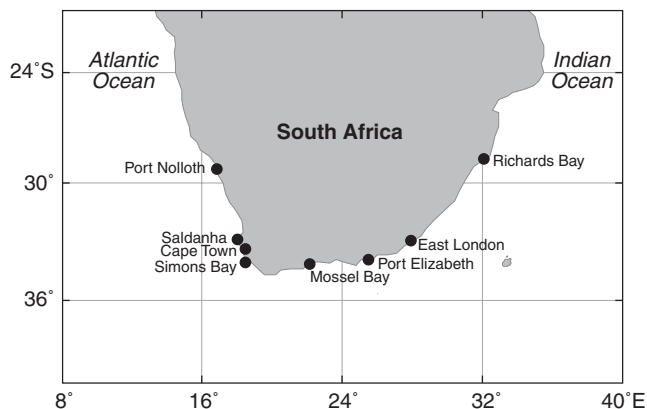 Atlantic
Ocean
Indian
Ocean
24˚S
South Africa
Port Nolloth
Richards Bay
30˚
Saldanha
Cape Town
Simons Bay
East London
Port Elizabeth
Mossel Bay
36˚
8˚
16˚
24˚
32˚
40˚E